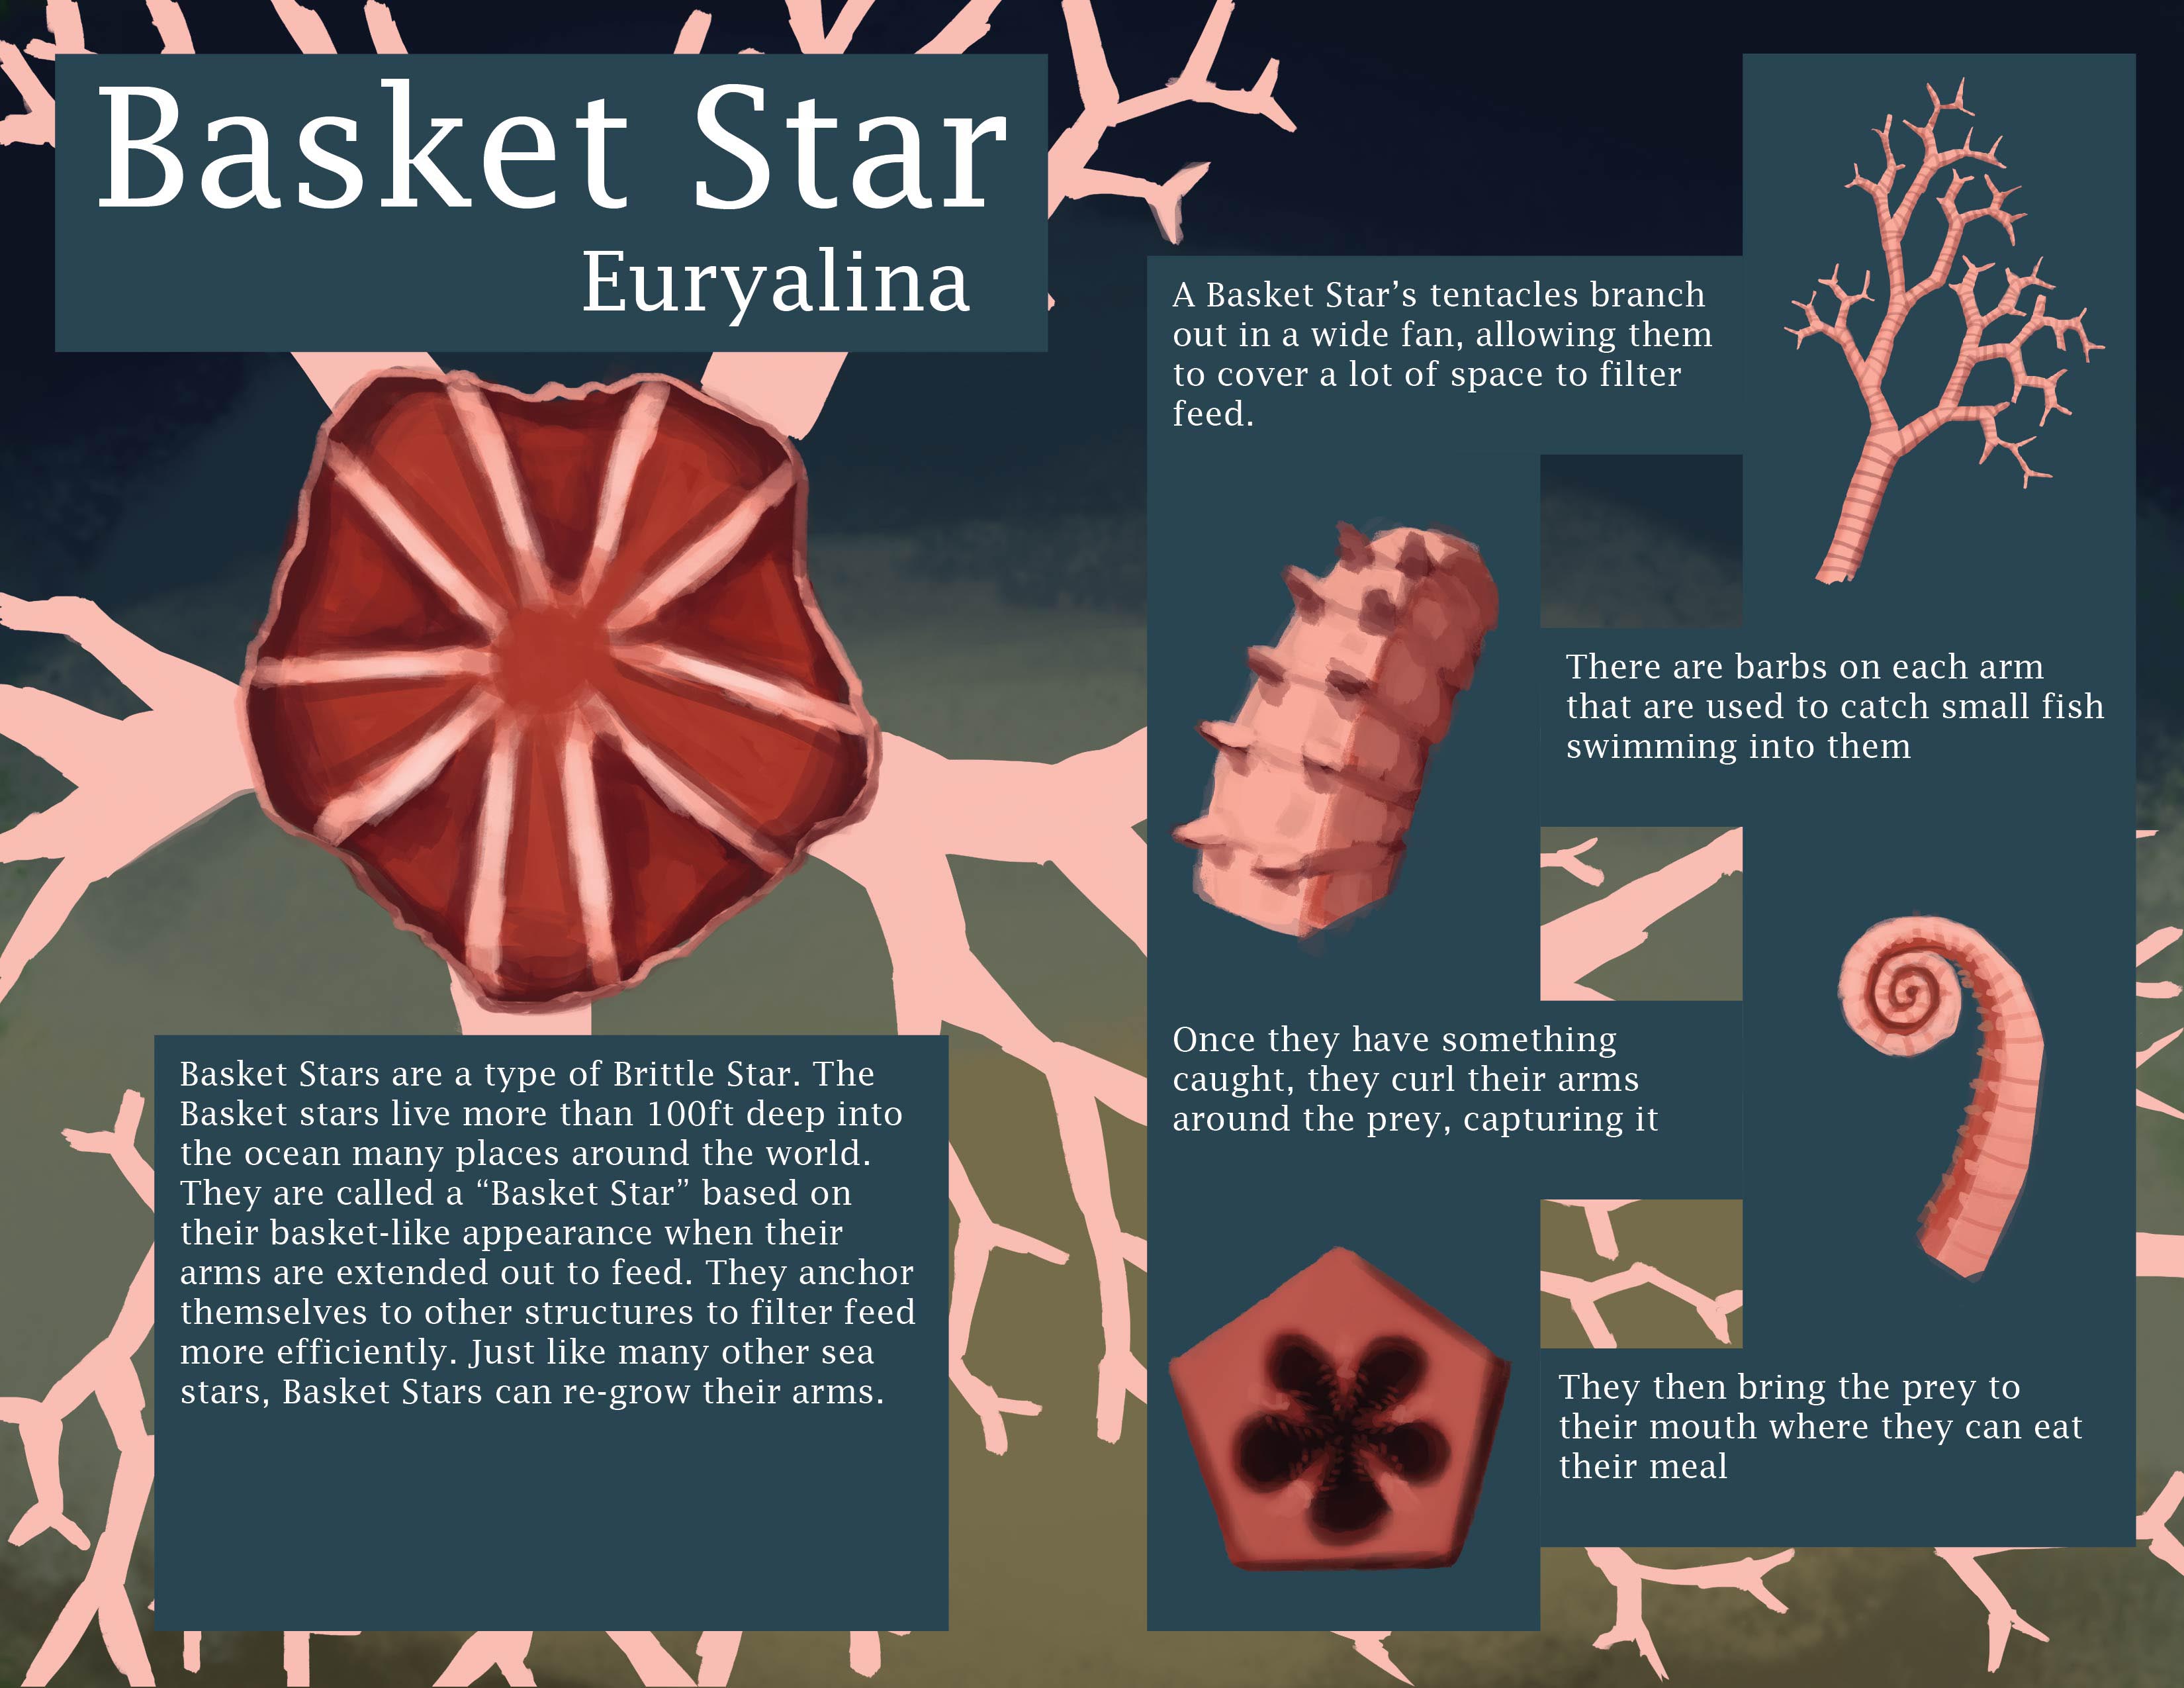 Basket Star
Euryalina
Basket Stars are a type of Brittle Star. The
Basket stars live more than 100ft deep into
the ocean many places around the world.
They are called a “Basket Star” based on
their basket-like appearance when their
arms are extended out to feed. They anchor
themselves to other structures to filter feed
more efficiently. Just like many other sea
stars, Basket Stars can re-grow their arms.
A Basket Star’s tentacles branch
out in a wide fan, allowing them
to cover a lot of space to filter
feed.
There are barbs on each arm
that are used to catch small fish
swimming into them
Once they have something
caught, they curl their arms
around the prey, capturing it
They then bring the prey to
their mouth where they can eat
their meal